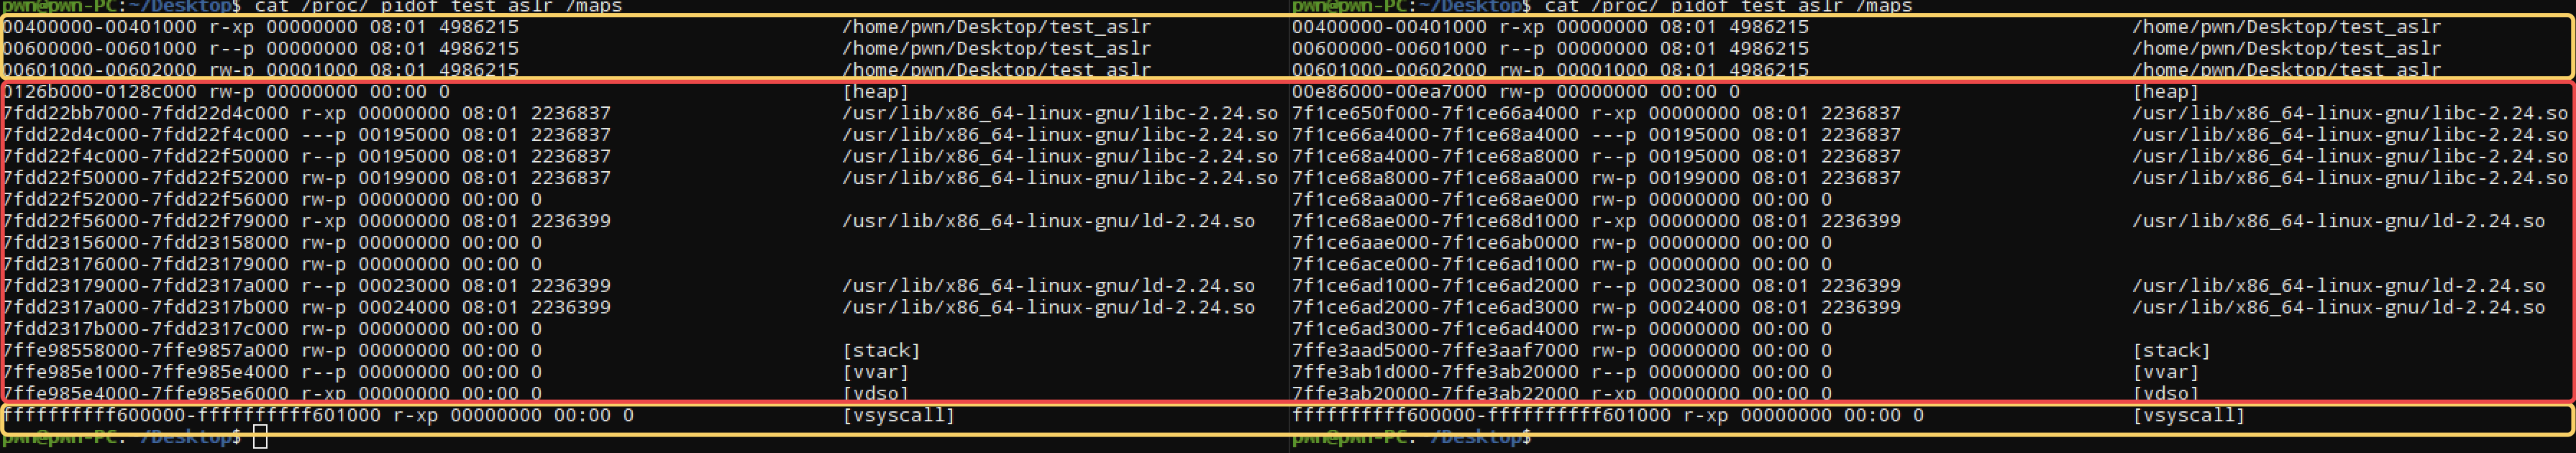 pwn@pwn-PC:~/Desktop$ cat /proc/ pidof test_aslr /maps
00400000-00401000 r-xp 00000000 08:01 4986215 /home/pwn/Desktop/test_aslr
00600000-00601000 r--p 00000000 08:01 4986215 /home/pwn/Desktop/test_aslr
00601000-00602000 rw-p 00001000 08:01 4986215 /home/pwn/Desktop/test_aslr
0126b000-0128c000 rw-p 00000000 00:00 0 [heap]
7fdd22bb7000-7fdd22d4c000 r-xp 00000000 08:01 2236837 /usr/lib/x86_64-linux-gnu/libc-2.24.so
7fdd22d4c000-7fdd22f4c000 ---p 00195000 08:01 2236837 /usr/lib/x86_64-linux-gnu/libc-2.24.so
7fdd22f4c000-7fdd22f50000 r--p 00195000 08:01 2236837 /usr/lib/x86_64-linux-gnu/libc-2.24.so
7fdd22f50000-7fdd22f52000 rw-p 00199000 08:01 2236837 /usr/lib/x86_64-linux-gnu/libc-2.24.so
7fdd22f52000-7fdd22f56000 rw-p 00000000 00:00 0
7fdd22f56000-7fdd22f79000 r-xp 00000000 08:01 2236399 /usr/lib/x86_64-linux-gnu/ld-2.24.so
7fdd23156000-7fdd23158000 rw-p 00000000 00:00 0
7fdd23176000-7fdd23179000 rw-p 00000000 00:00 0
7fdd23179000-7fdd2317a000 r--p 00023000 08:01 2236399 /usr/lib/x86_64-linux-gnu/ld-2.24.so
7fdd2317a000-7fdd2317b000 rw-p 00024000 08:01 2236399 /usr/lib/x86_64-linux-gnu/ld-2.24.so
7fdd2317b000-7fdd2317c000 rw-p 00000000 00:00 0
7ffe98558000-7ffe9857a000 rw-p 00000000 00:00 0 [stack]
7ffe985e1000-7ffe985e4000 r--p 00000000 00:00 0 [vvar]
7ffe985e4000-7ffe985e6000 r-xp 00000000 00:00 0 [vdso]
ffffffffff600000-ffffffffff601000 r-xp 00000000 00:00 0 [vsyscall]
pwn@pwn-PC:~/Desktop$
pwn@pwn-PC:~/Desktop$ cat /proc/ pidof test_aslr /maps
00400000-00401000 r-xp 00000000 08:01 4986215 /home/pwn/Desktop/test_aslr
00600000-00601000 r--p 00000000 08:01 4986215 /home/pwn/Desktop/test_aslr
00601000-00602000 rw-p 00001000 08:01 4986215 /home/pwn/Desktop/test_aslr
00e86000-00ea7000 rw-p 00000000 00:00 0 [heap]
7f1ce650f000-7f1ce66a4000 r-xp 00000000 08:01 2236837 /usr/lib/x86_64-linux-gnu/libc-2.24.so
7f1ce66a4000-7f1ce68a4000 ---p 00195000 08:01 2236837 /usr/lib/x86_64-linux-gnu/libc-2.24.so
7f1ce68a4000-7f1ce68a8000 r--p 00195000 08:01 2236837 /usr/lib/x86_64-linux-gnu/libc-2.24.so
7f1ce68a8000-7f1ce68aa000 rw-p 00199000 08:01 2236837 /usr/lib/x86_64-linux-gnu/libc-2.24.so
7f1ce68aa000-7f1ce68ae000 rw-p 00000000 00:00 0
7f1ce68ae000-7f1ce68d1000 r-xp 00000000 08:01 2236399 /usr/lib/x86_64-linux-gnu/ld-2.24.so
7f1ce6aae000-7f1ce6ab0000 rw-p 00000000 00:00 0
7f1ce6ace000-7f1ce6ad1000 rw-p 00000000 00:00 0
7f1ce6ad1000-7f1ce6ad2000 r--p 00023000 08:01 2236399 /usr/lib/x86_64-linux-gnu/ld-2.24.so
7f1ce6ad2000-7f1ce6ad3000 rw-p 00024000 08:01 2236399 /usr/lib/x86_64-linux-gnu/ld-2.24.so
7f1ce6ad3000-7f1ce6ad4000 rw-p 00000000 00:00 0
7ffe3aad5000-7ffe3aaf7000 rw-p 00000000 00:00 0 [stack]
7ffe3ab1d000-7ffe3ab20000 r--p 00000000 00:00 0 [vvar]
7ffe3ab20000-7ffe3ab22000 r-xp 00000000 00:00 0 [vdso]
ffffffffff600000-ffffffffff601000 r-xp 00000000 00:00 0 [vsyscall]
pwn@pwn-PC:~/Desktop$